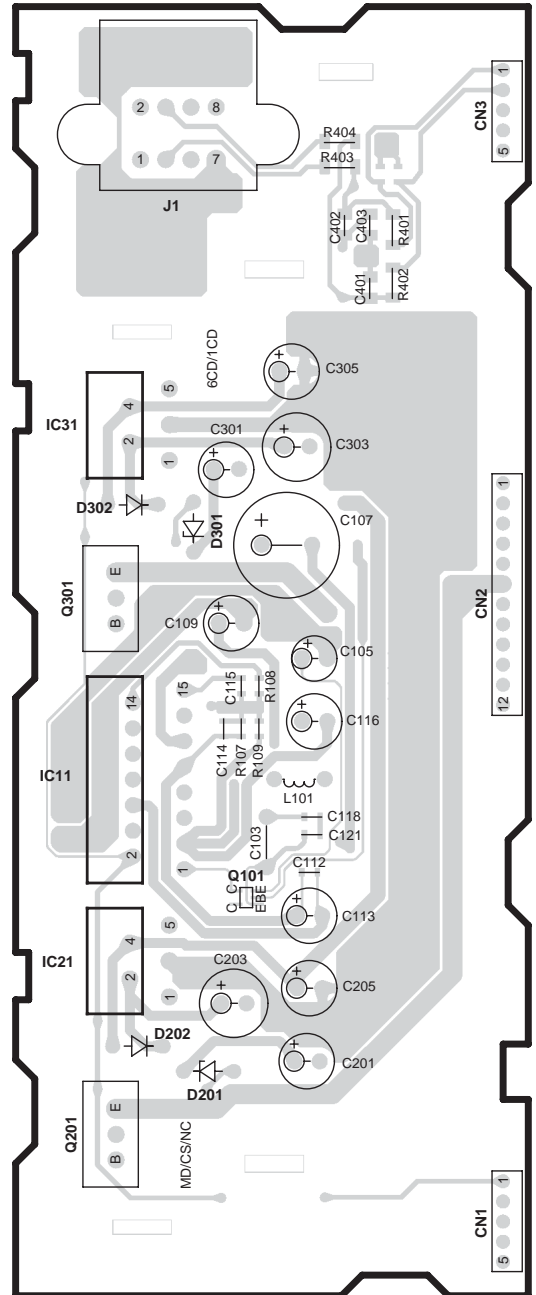 2
8
1
7
J1
R404
R403
1
5
CN3
C402
C403
R401
C401
R402
6CD/1CD
C305
5
4
IC31
2
1
C301
C303
D302
D301
C107
1
CN2
12
E
Q301
B
C109
C105
C115
R108
14
15
C116
IC11
C114
R107
R109
L101
C118
C121
2
1
C103
Q101
C112
C C
EBE
C113
5
4
IC21
2
1
C203
C205
D202
D201
C201
E
Q201
B
MD/CS/NC
1
CN1
5